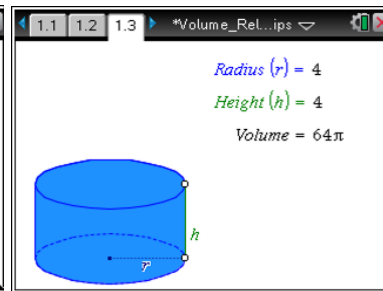 1.1 1.2 1.3 *Volume_Rel...ips
Radius (r) = 4
Height (h) = 4
Volume = 64π
h
r